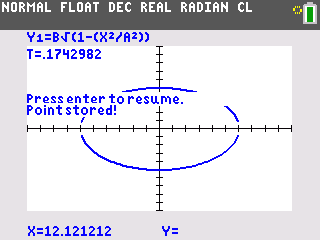 NORMAL FLOAT DEC REAL RADIAN CL
Y₁=B√(1-(X²/A²))
T=.1742982
Press enter to resume.
Point stored!
X=12.121212 Y=